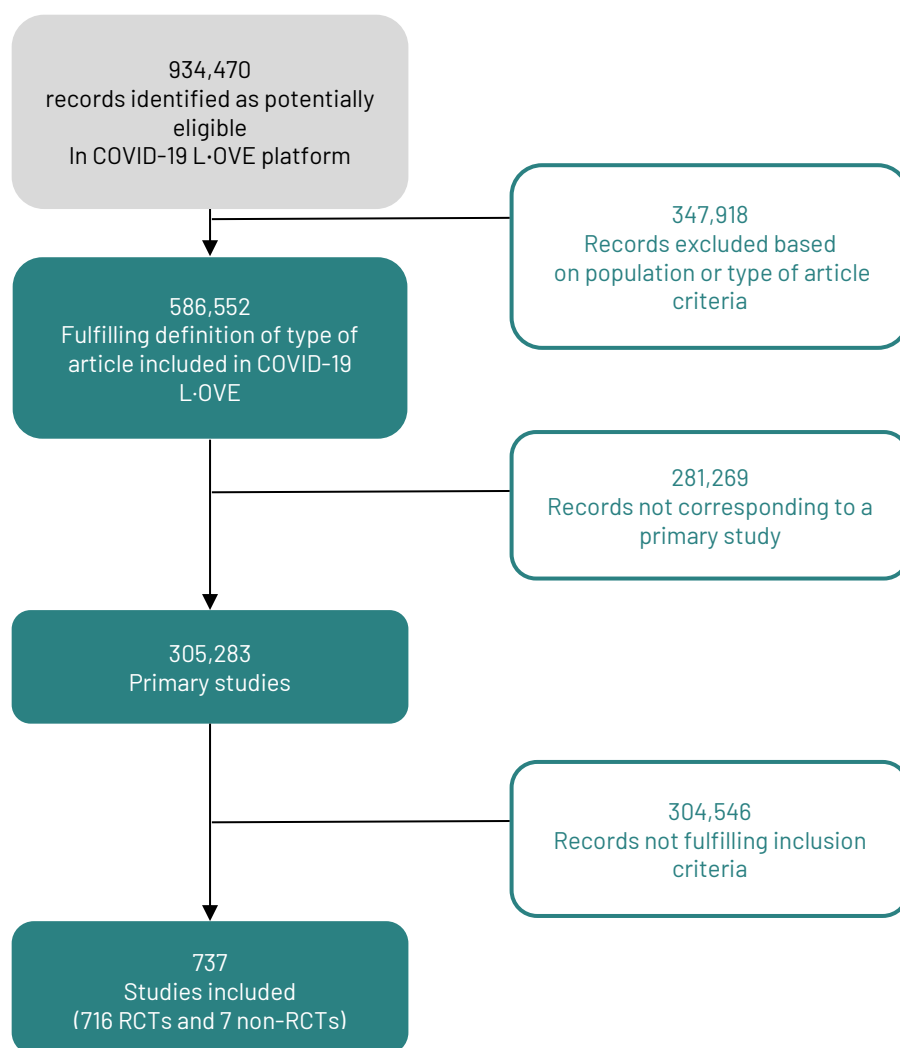 934,470
records identified as potentially
eligible
In COVID-19 L·OVE platform
347,918
Records excluded based
on population or type of article
criteria
586,552
Fulfilling definition of type of
article included in COVID-19
L·OVE
281,269
Records not corresponding to a
primary study
305,283
Primary studies
304,546
Records not fulfilling inclusion
criteria
737
Studies included
(716 RCTs and 7 non-RCTs)